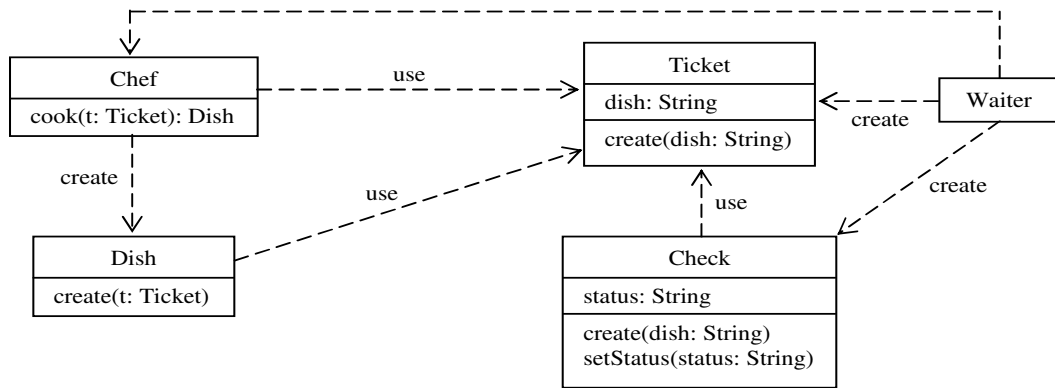 Chef
cook(t: Ticket): Dish
use
Ticket
dish: String
create(dish: String)
Waiter
create
create
use
use
create
Dish
create(t: Ticket)
Check
status: String
create(dish: String)
setStatus(status: String)